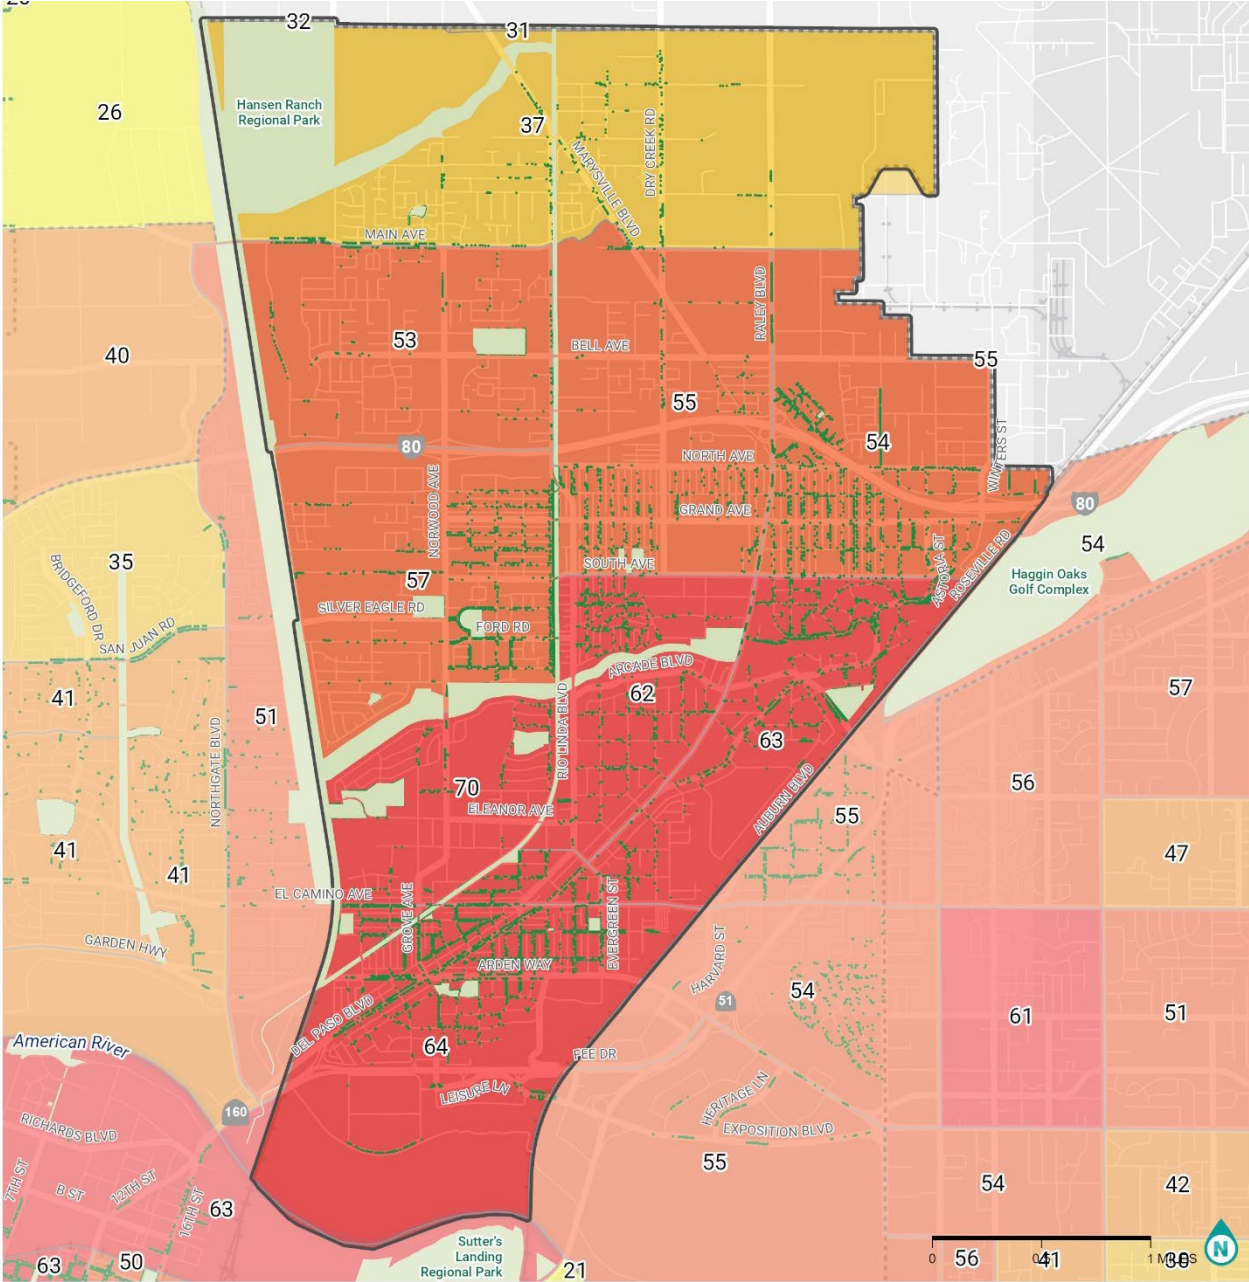 32
31
26
Hansen Ranch
Regional Park
37
DRY CREEK RD
MARYSVILLE BLVD
MAIN AVE
RALEY BLVD
53
BELL AVE
55
40
55
54
80
NORTH AVE
WINTERS ST
NORWOOD AVE
GRAND AVE
80
54
35
BRIDGEFORD DR
SOUTH AVE
ASTORIA ST
ROSEVILLE RD
Haggin Oaks
Golf Complex
57
SILVER EAGLE RD
FORD RD
SAN JUAN RD
ARCADE BLVD
41
62
57
51
RIO LINDA BLVD
63
NORTHGATE BLVD
70
56
ELEANOR AVE
AUBURN BLVD
55
41
47
41
EL CAMINO AVE
GROVE AVE
EVERGREEN ST
GARDEN HWY
ARDEN WAY
HARVARD ST
54
51
61
51
DEL PASO BLVD
American River
64
FEE DR
LEISURE LN
HERITAGE LN
160
RICHARDS BLVD
EXPOSITION BLVD
55
7TH ST
B ST
12TH ST
16TH ST
54
42
63
Sutter's
Landing
Regional Park
63
50
21
0
56
41
1 MILES
N